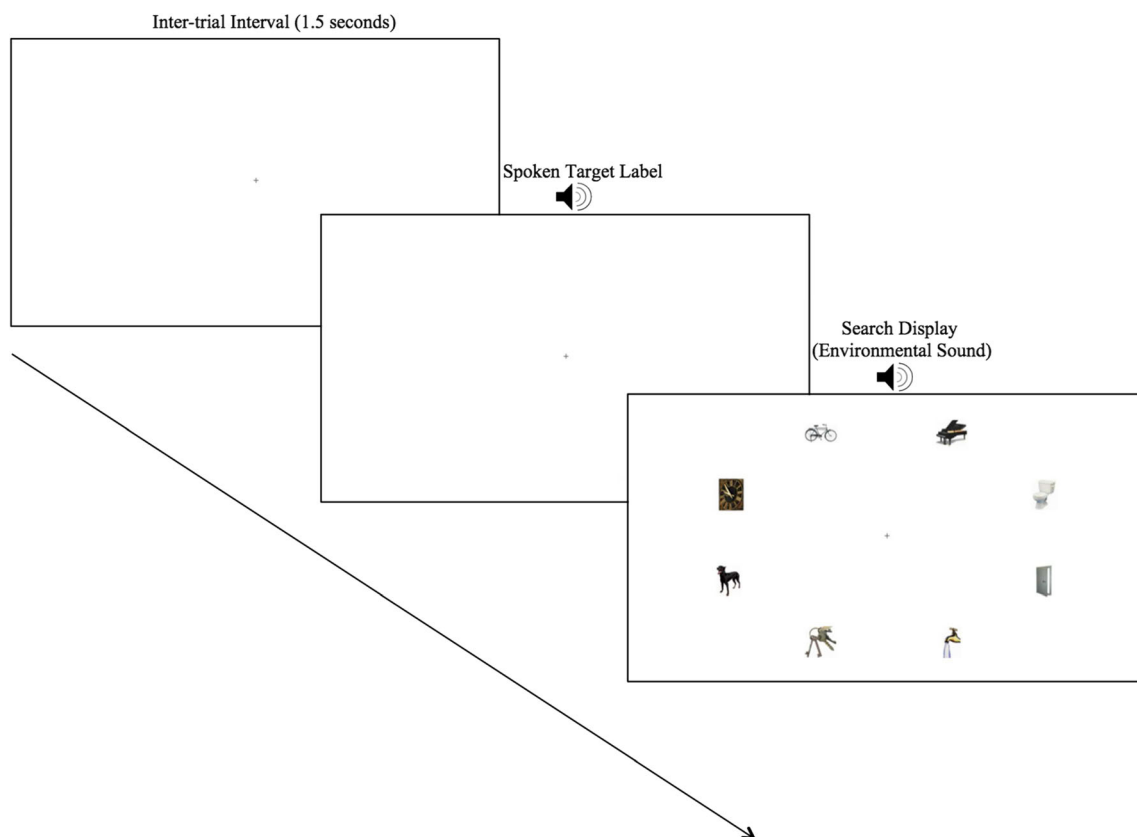 Inter-trial Interval (1.5 seconds)
Spoken Target Label
Search Display
(Environmental Sound)